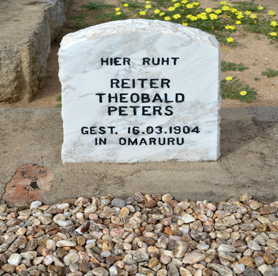 HIER RUHT
REITER
THEOBALD
PETERS
GEST. 16.03.1904
IN OMARURU